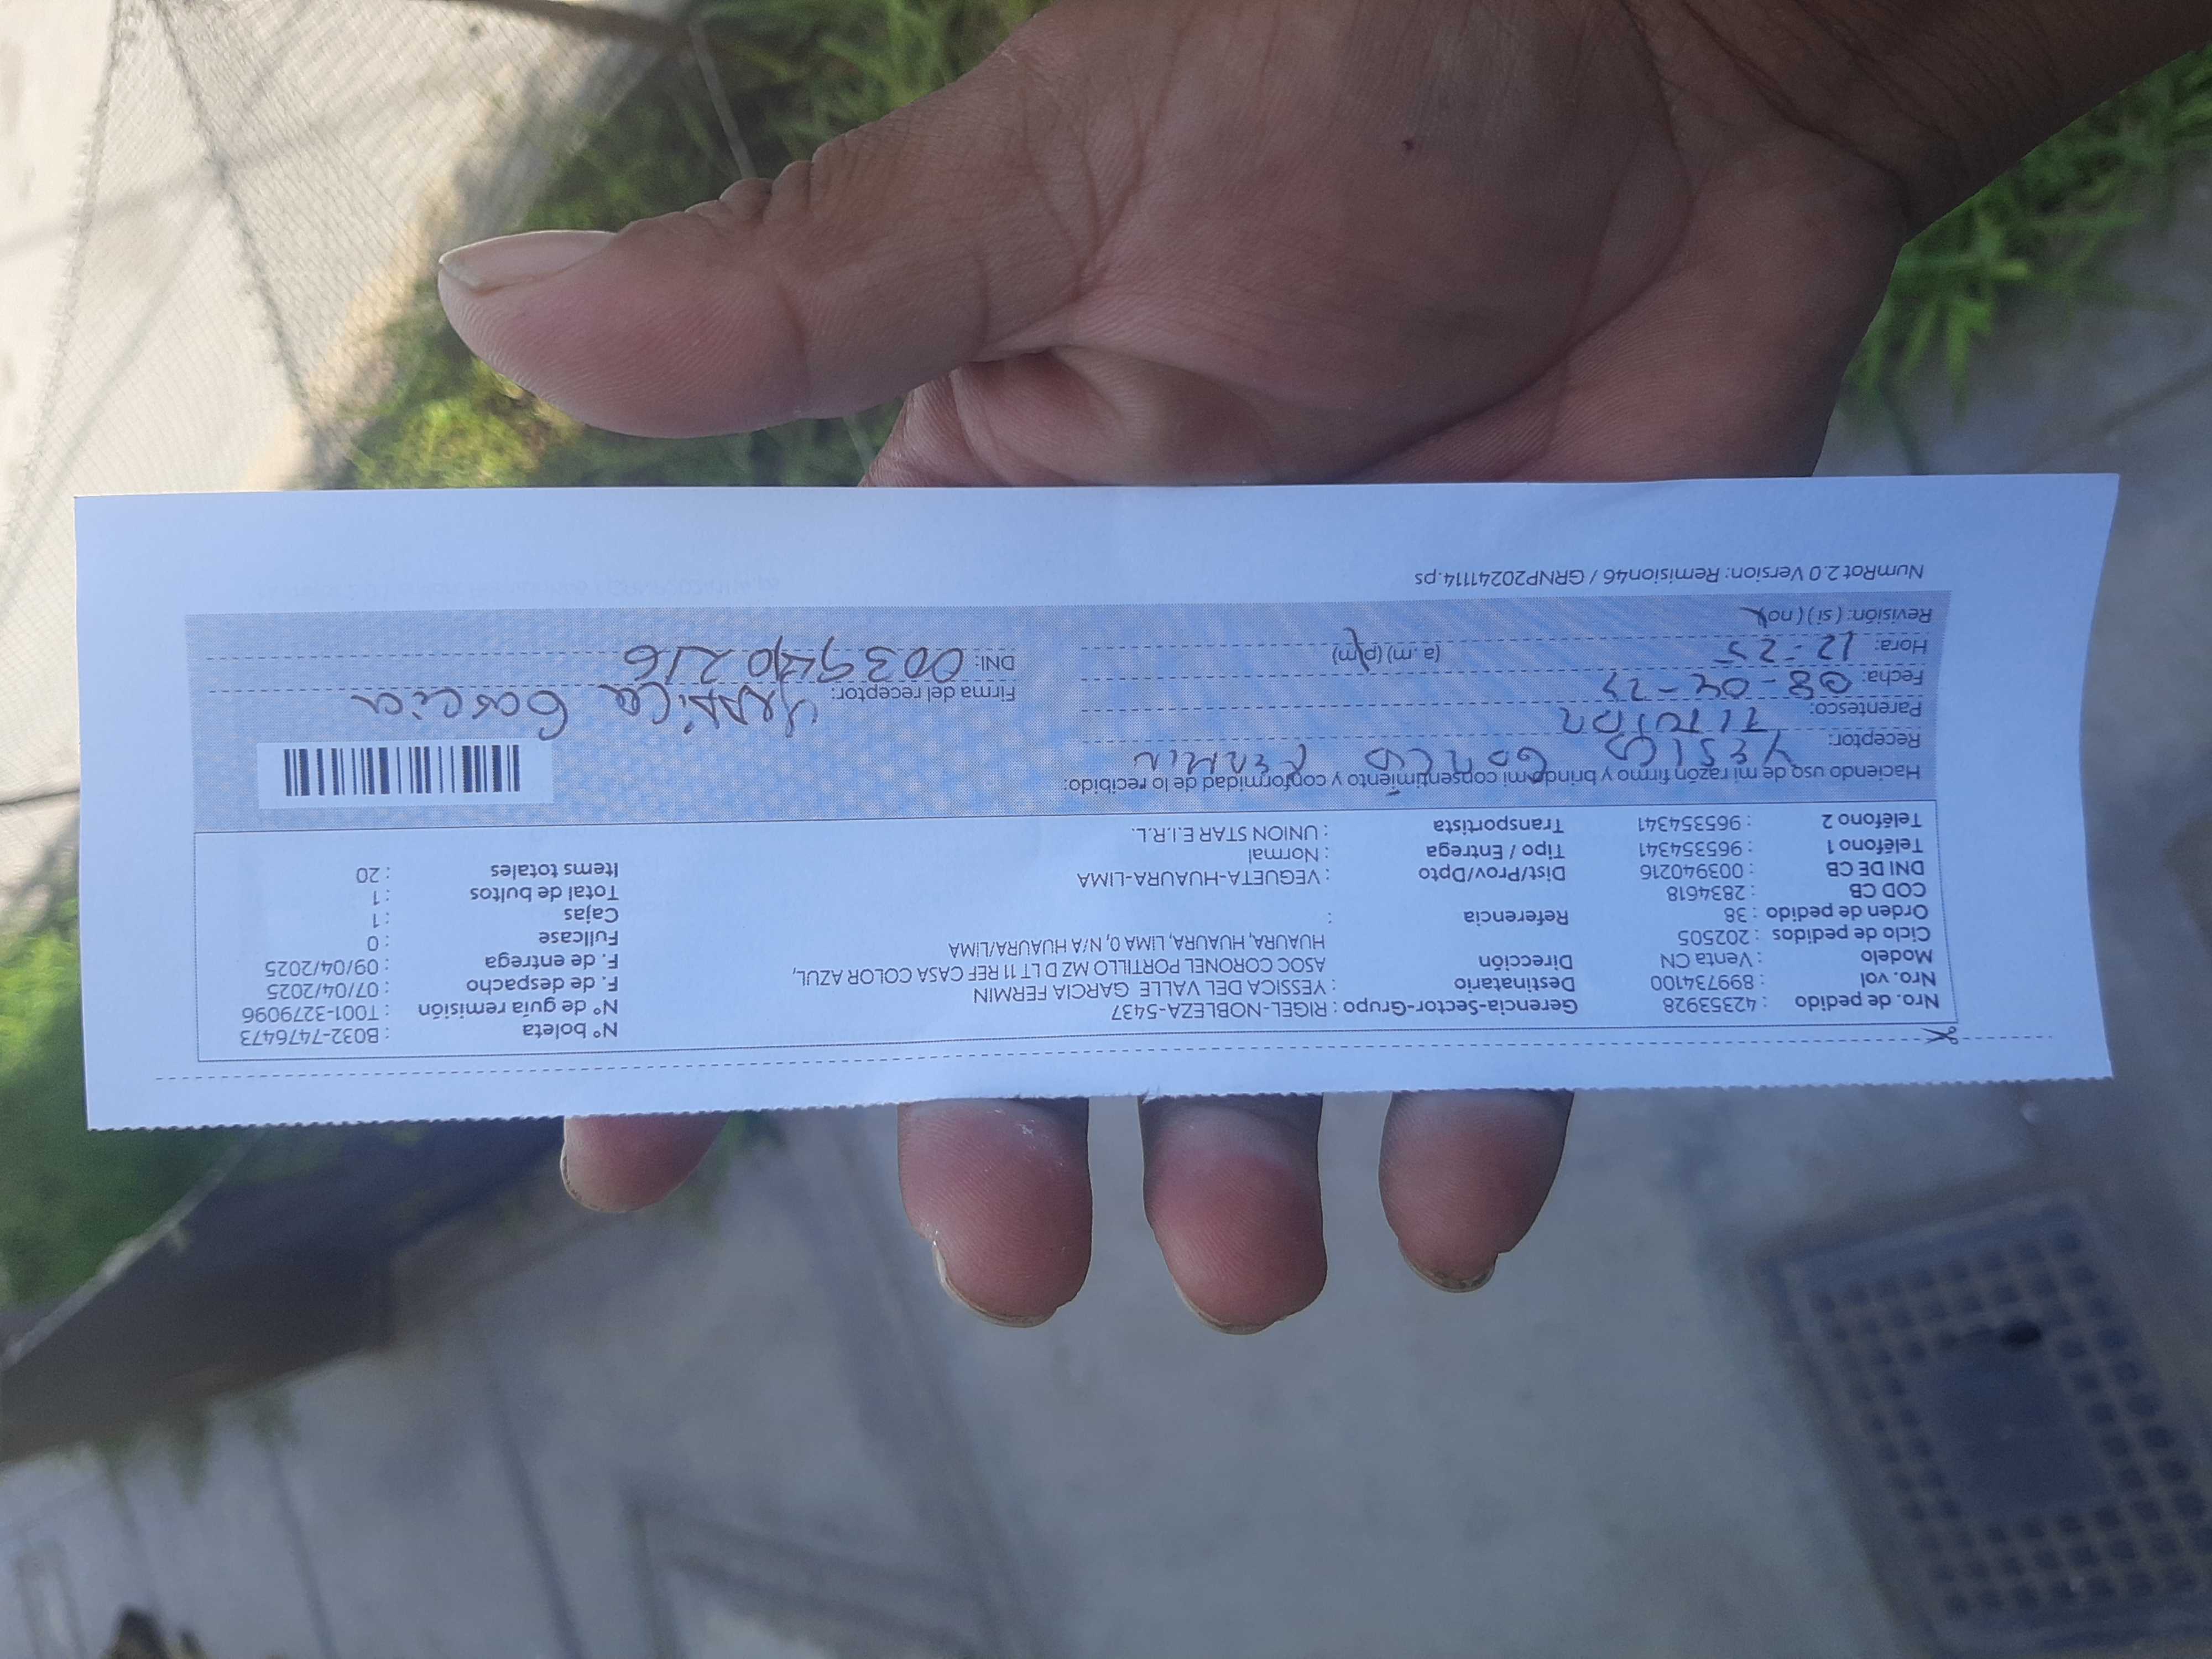 Nro. de pedido : 42353928
Nro. vol : 899734100
Modelo : Venta CN
Ciclo de pedidos : 202505
Orden de pedido : 38
COD CB : 2834618
DNI DE CB : 003940216
Teléfono 1 : 965354341
Teléfono 2 : 965354341
Gerencia-Sector-Grupo : RIGEL-NOBLEZA-5437
Destinatario : YESSICA DEL VALLE GARCIA FERMIN
Dirección ASOC CORONEL PORTILLO MZ D LT 11 REF CASA COLOR AZUL,
HUAURA, HUAURA, LIMA 0, N/A HUAURA/LIMA
Referencia :
Dist/Prov/Dpto : VEGUETA-HUAURA-LIMA
Tipo / Entrega : Normal
Transportista : UNION STAR E.I.R.L.
N° boleta : B032-7476473
N° de guía remisión : T001-3279096
F. de despacho : 07/04/2025
F. de entrega : 09/04/2025
Fullcase : 0
Cajas : 1
Total de bultos : 1
Items totales : 20
Haciendo uso de mi razón firmo y brindo mi consentimiento y conformidad de lo recibido:
Receptor: YESICA GARCIA FERMIN
Parentesco: TITULAR
Fecha: 08-04-25
Hora: 12-25 (a.m) (p.m)
Revisión: (si) (no)
Firma del receptor: Yessica Garcia
DNI: 003940216
NumRot 2.0 Version: Remision46 / GRNP20241114.ps